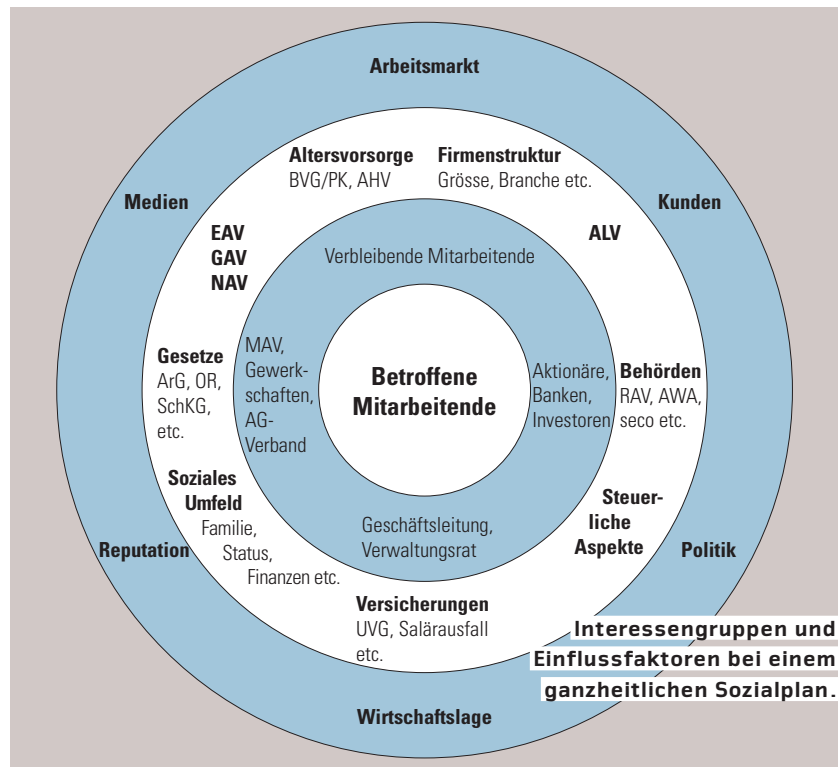 Arbeitsmarkt
Medien
Kunden
Altersvorsorge
BVG/PK, AHV
Firmenstruktur
Grösse, Branche etc.
EAV
GAV
NAV
ALV
Verbleibende Mitarbeitende
Gesetze
ArG, OR,
SchKG,
etc.
MAV,
Gewerk-
schaften,
AG-
Verband
Betroffene
Mitarbeitende
Aktionäre,
Banken,
Investoren
Behörden
RAV, AWA,
seco etc.
Soziales
Umfeld
Familie,
Status,
Finanzen etc.
Geschäftsleitung,
Verwaltungsrat
Steuer-
liche
Aspekte
Reputation
Politik
Versicherungen
UVG, Salärausfall
etc.
Wirtschaftslage
Interessengruppen und
Einflussfaktoren bei einem
ganzheitlichen Sozialplan.